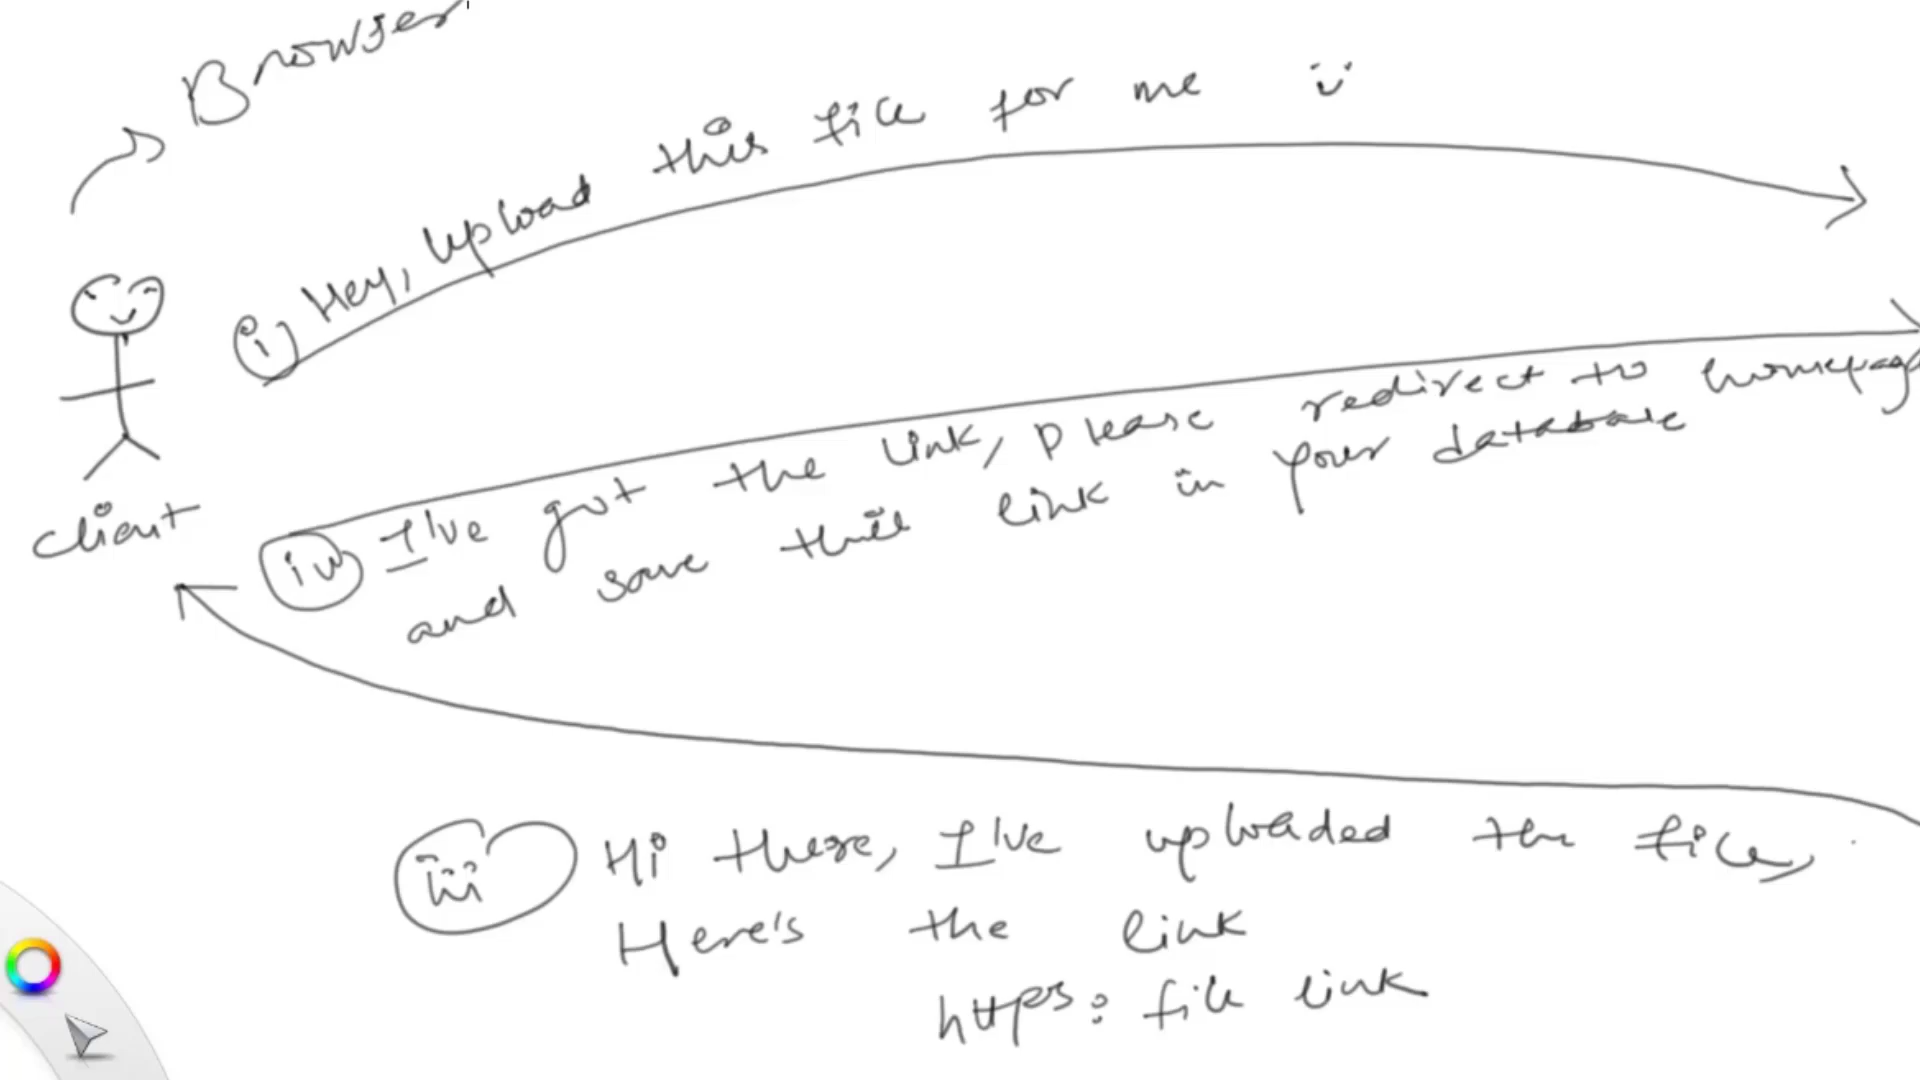 Browser
i) Hey, upload this file for me
client
iv) I've got the link, please redirect to homepage
and save this link in your database
iii Hi there, I've uploaded the file,
Here's the link
https: file link